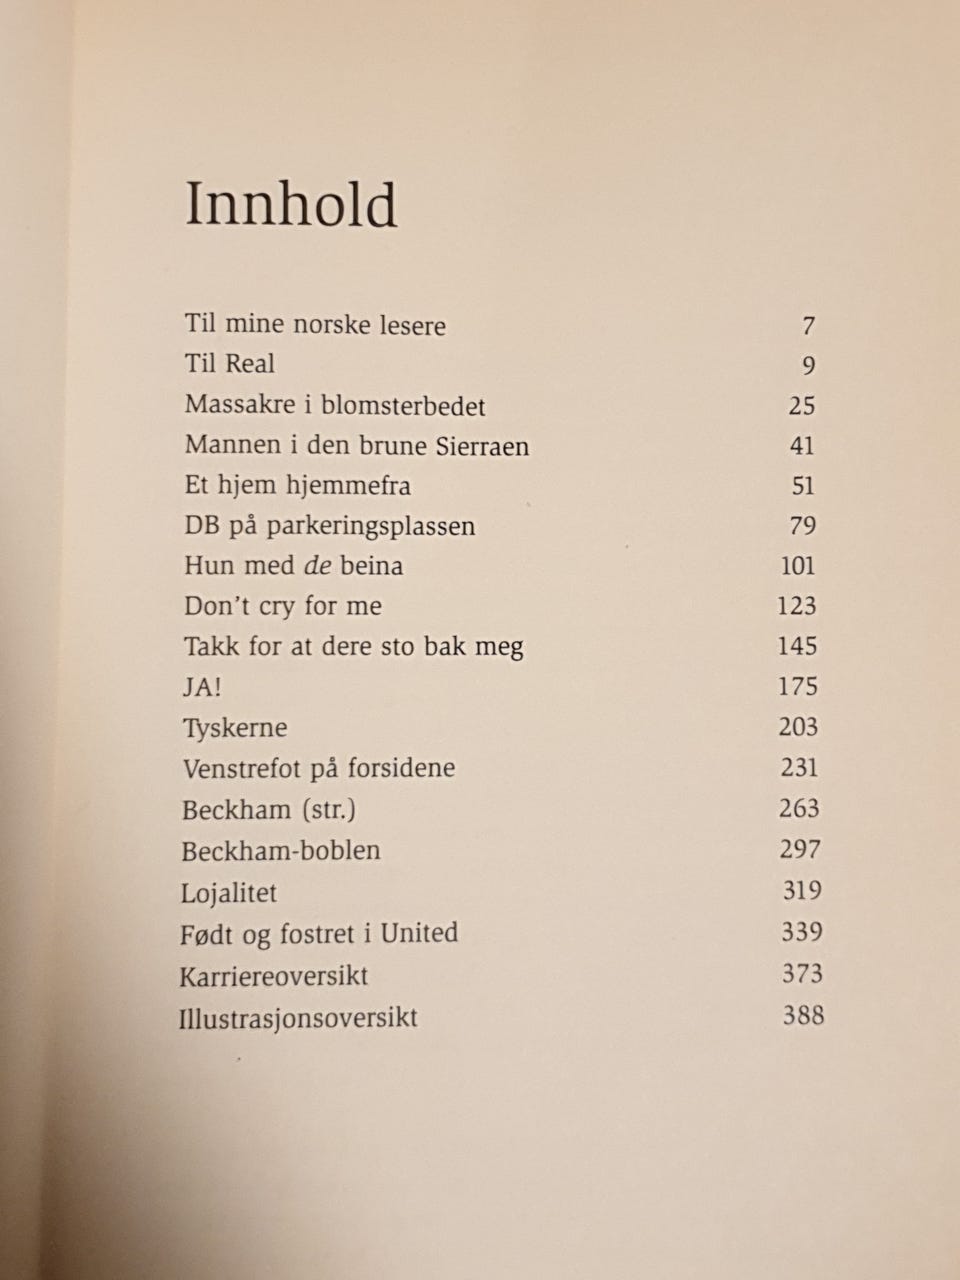 Innhold
Til mine norske lesere 7
Til Real 9
Massakre i blomsterbedet 25
Mannen i den brune Sierraen 41
Et hjem hjemmefra 51
DB på parkeringsplassen 79
Hun med de beina 101
Don't cry for me 123
Takk for at dere sto bak meg 145
JA! 175
Tyskerne 203
Venstrefot på forsidene 231
Beckham (str.) 263
Beckham-boblen 297
Lojalitet 319
Født og fostret i United 339
Karriereoversikt 373
Illustrasjonsoversikt 388